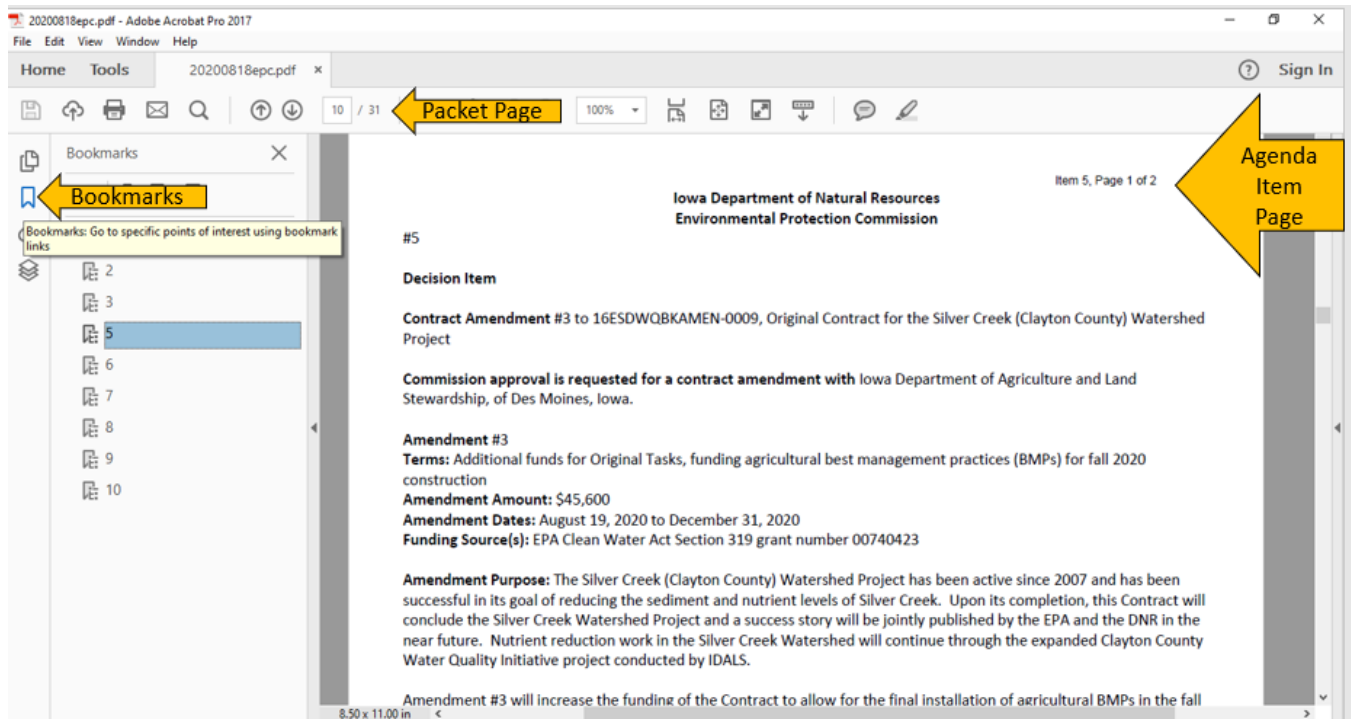 20200818epc.pdf - Adobe Acrobat Pro 2017
File Edit View Window Help
Home Tools 20200818epc.pdf ×
? Sign In
10 / 31
Packet Page
100%
Bookmarks
Bookmarks
Bookmarks: Go to specific points of interest using bookmark
links
2
3
5
6
7
8
9
10
Agenda
Item
Page
Item 5, Page 1 of 2
Iowa Department of Natural Resources
Environmental Protection Commission
#5
Decision Item
Contract Amendment #3 to 16ESDWQBKAMEN-0009, Original Contract for the Silver Creek (Clayton County) Watershed
Project
Commission approval is requested for a contract amendment with Iowa Department of Agriculture and Land
Stewardship, of Des Moines, Iowa.
Amendment #3
Terms: Additional funds for Original Tasks, funding agricultural best management practices (BMPs) for fall 2020
construction
Amendment Amount: $45,600
Amendment Dates: August 19, 2020 to December 31, 2020
Funding Source(s): EPA Clean Water Act Section 319 grant number 00740423
Amendment Purpose: The Silver Creek (Clayton County) Watershed Project has been active since 2007 and has been
successful in its goal of reducing the sediment and nutrient levels of Silver Creek. Upon its completion, this Contract will
conclude the Silver Creek Watershed Project and a success story will be jointly published by the EPA and the DNR in the
near future. Nutrient reduction work in the Silver Creek Watershed will continue through the expanded Clayton County
Water Quality Initiative project conducted by IDALS.
Amendment #3 will increase the funding of the Contract to allow for the final installation of agricultural BMPs in the fall
8.50 x 11.00 in